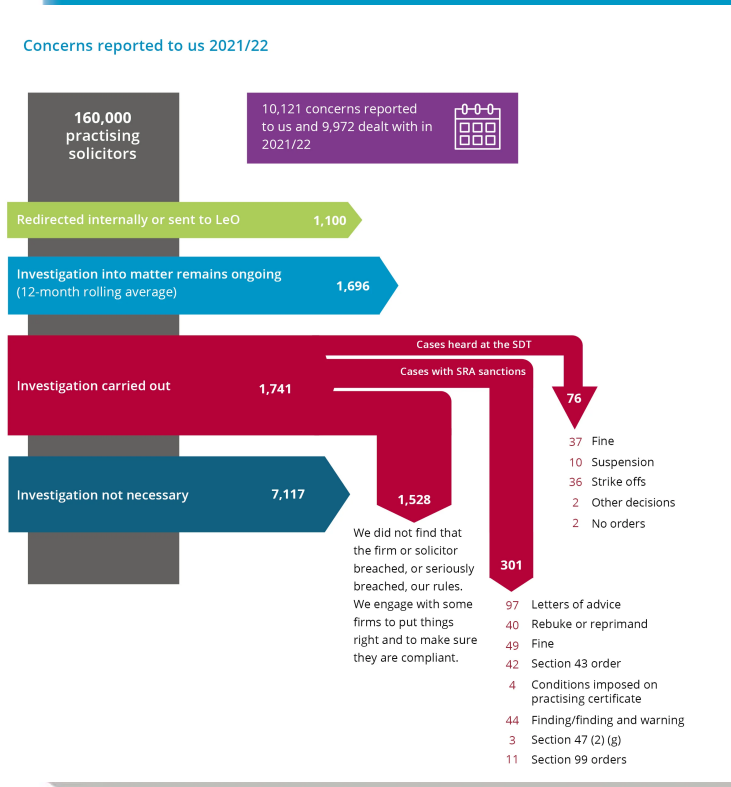 Concerns reported to us 2021/22
160,000
practising
solicitors
10,121 concerns reported
to us and 9,972 dealt with in
2021/22
Redirected internally or sent to LeO 1,100
Investigation into matter remains ongoing
(12-month rolling average)
1,696
Investigation carried out 1,741
Cases heard at the SDT
Cases with SRA sanctions
76
37 Fine
10 Suspension
36 Strike offs
2 Other decisions
2 No orders
Investigation not necessary 7,117
1,528
We did not find that
the firm or solicitor
breached, or seriously
breached, our rules.
We engage with some
firms to put things
right and to make sure
they are compliant.
301
97 Letters of advice
40 Rebuke or reprimand
49 Fine
42 Section 43 order
4 Conditions imposed on
practising certificate
44 Finding/finding and warning
3 Section 47 (2) (g)
11 Section 99 orders